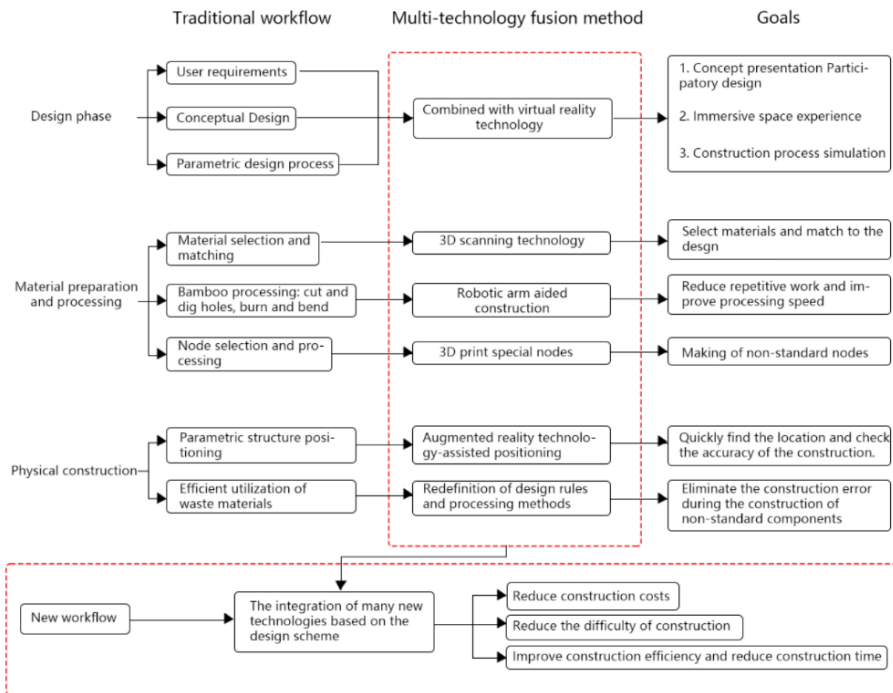 Traditional workflow
Multi-technology fusion method
Goals
Design phase
User requirements
Conceptual Design
Parametric design process
Combined with virtual reality
technology
1. Concept presentation Partici-
patory design
2. Immersive space experience
3. Construction process simulation
Material preparation
and processing
Material selection and
matching
3D scanning technology
Select materials and match to the
desgn
Bamboo processing: cut and
dig holes, burn and bend
Robotic arm aided
construction
Reduce repetitive work and im-
prove processing speed
Node selection and pro-
cessing
3D print special nodes
Making of non-standard nodes
Physical construction
Parametric structure posi-
tioning
Augmented reality technolo-
gy-assisted positioning
Quickly find the location and check
the accuracy of the construction.
Efficient utilization of
waste materials
Redefinition of design rules
and processing methods
Eliminate the construction error
during the construction of
non-standard components
New workflow
The integration of many new
technologies based on the
design scheme
Reduce construction costs
Reduce the difficulty of construction
Improve construction efficiency and reduce construction time